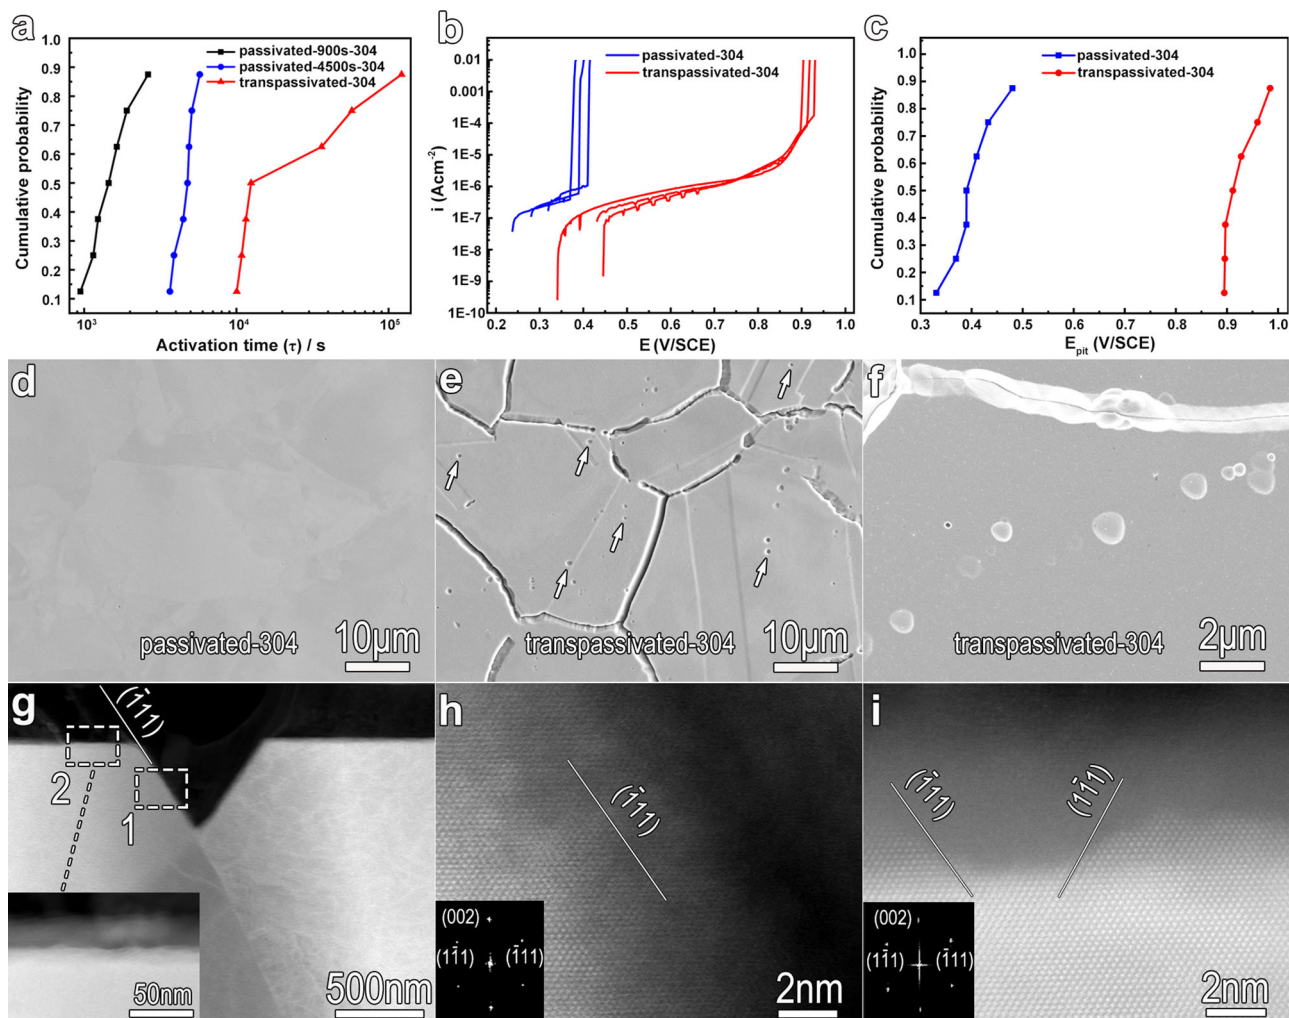 a
Cumulative probability
1.0
0.9
0.8
0.7
0.6
0.5
0.4
0.3
0.2
0.1
passivated-900s-304
passivated-4500s-304
transpassivated-304
10³ 10⁴ 10⁵
Activation time (τ) / s
b
i (Acm⁻²)
0.01
0.001
1E-4
1E-5
1E-6
1E-7
1E-8
1E-9
1E-10
passivated-304
transpassivated-304
0.2 0.3 0.4 0.5 0.6 0.7 0.8 0.9 1.0
E (V/SCE)
c
Cumulative probability
1.0
0.9
0.8
0.7
0.6
0.5
0.4
0.3
0.2
0.1
passivated-304
transpassivated-304
0.3 0.4 0.5 0.6 0.7 0.8 0.9 1.0
E_pit (V/SCE)
d
passivated-304
10μm
e
transpassivated-304
10μm
f
transpassivated-304
2μm
g
(1̄11)
2
1
50nm
500nm
h
(1̄11)
(002)
(11̄1) (1̄11)
2nm
i
(1̄11)
(11̄1)
(002)
(11̄1) (1̄11)
2nm